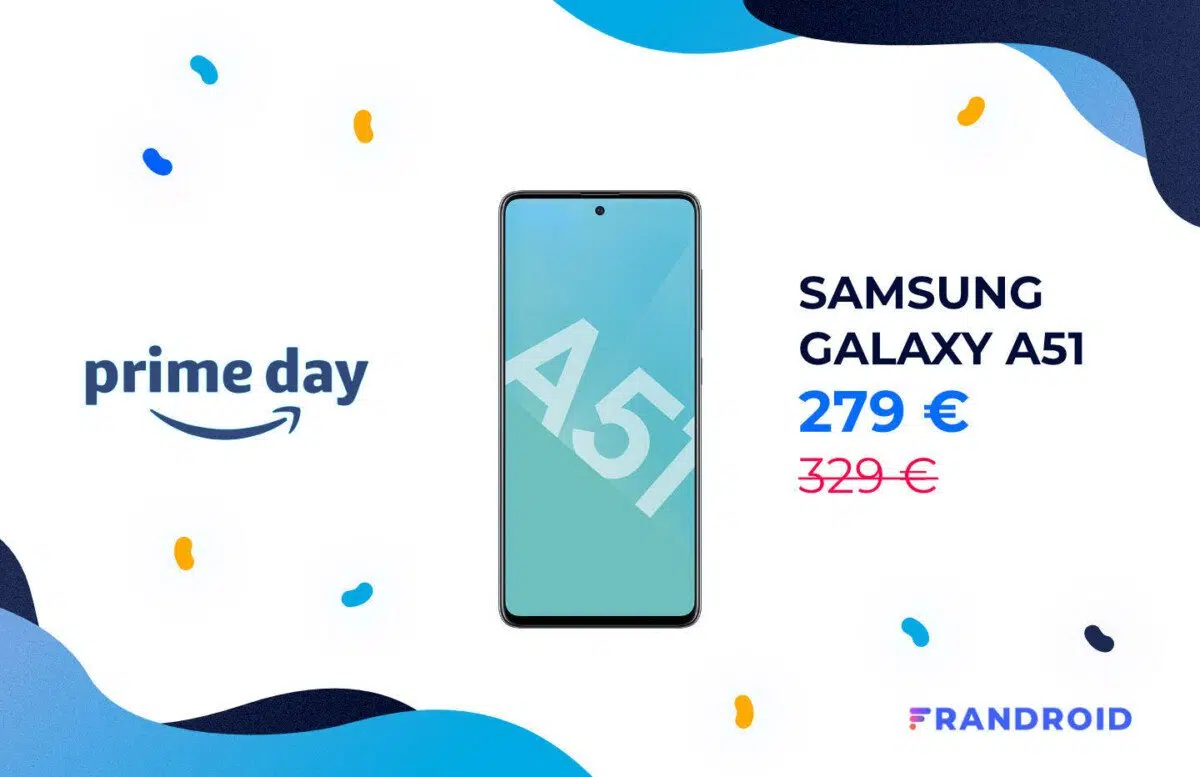 prime day
A51
SAMSUNG
GALAXY A51
279 €
329 €
FRANDROID